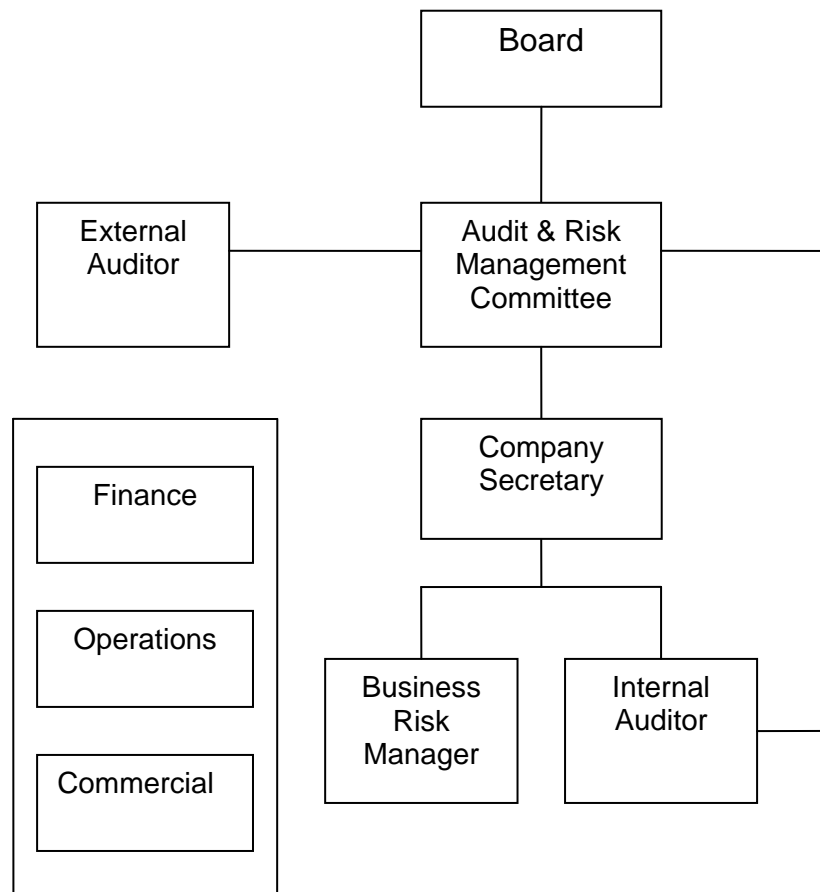 Board
External
Auditor
Audit & Risk
Management
Committee
Company
Secretary
Finance
Operations
Commercial
Business
Risk
Manager
Internal
Auditor